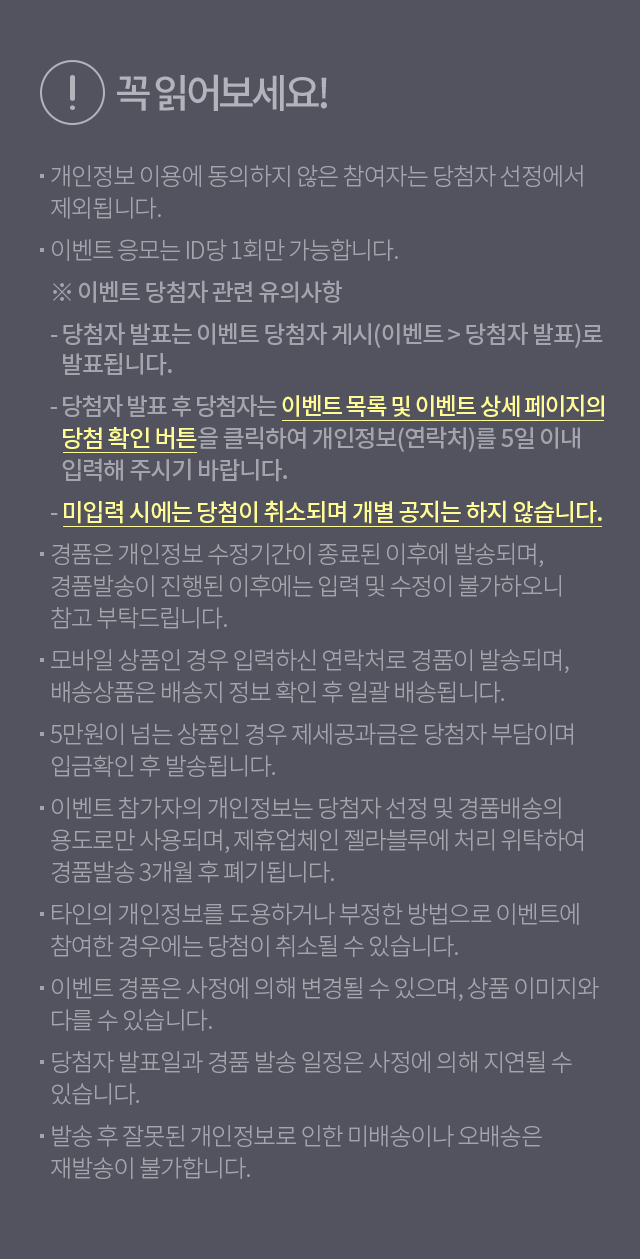 ! 꼭 읽어보세요!
· 개인정보 이용에 동의하지 않은 참여자는 당첨자 선정에서
제외됩니다.
· 이벤트 응모는 ID당 1회만 가능합니다.
※ 이벤트 당첨자 관련 유의사항
- 당첨자 발표는 이벤트 당첨자 게시(이벤트 > 당첨자 발표)로
발표됩니다.
- 당첨자 발표 후 당첨자는 이벤트 목록 및 이벤트 상세 페이지의
당첨 확인 버튼을 클릭하여 개인정보(연락처)를 5일 이내
입력해 주시기 바랍니다.
- 미입력 시에는 당첨이 취소되며 개별 공지는 하지 않습니다.
· 경품은 개인정보 수정기간이 종료된 이후에 발송되며,
경품발송이 진행된 이후에는 입력 및 수정이 불가하오니
참고 부탁드립니다.
· 모바일 상품인 경우 입력하신 연락처로 경품이 발송되며,
배송상품은 배송지 정보 확인 후 일괄 배송됩니다.
· 5만원이 넘는 상품인 경우 제세공과금은 당첨자 부담이며
입금확인 후 발송됩니다.
· 이벤트 참가자의 개인정보는 당첨자 선정 및 경품배송의
용도로만 사용되며, 제휴업체인 젤라블루에 처리 위탁하여
경품발송 3개월 후 폐기됩니다.
· 타인의 개인정보를 도용하거나 부정한 방법으로 이벤트에
참여한 경우에는 당첨이 취소될 수 있습니다.
· 이벤트 경품은 사정에 의해 변경될 수 있으며, 상품 이미지와
다를 수 있습니다.
· 당첨자 발표일과 경품 발송 일정은 사정에 의해 지연될 수
있습니다.
· 발송 후 잘못된 개인정보로 인한 미배송이나 오배송은
재발송이 불가합니다.